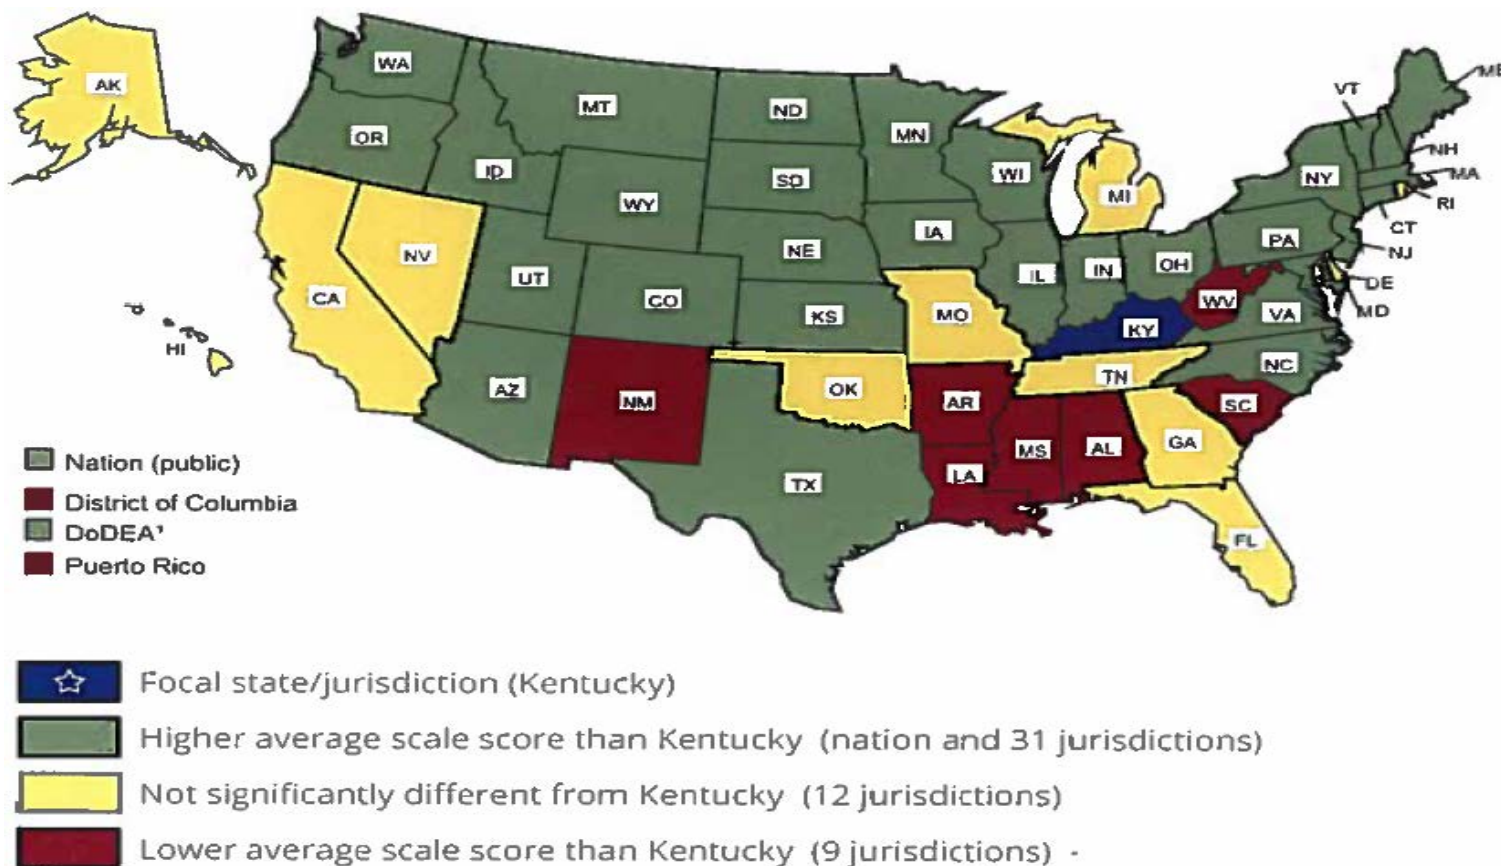 AK
WA
MT
ND
MN
VT
ME
OR
ID
SD
WI
MI
NY
NH
MA
RI
CT
WY
IA
PA
NJ
NV
UT
NE
IL
IN
OH
DE
MD
CA
CO
KS
MO
WV
VA
KY
HI
AZ
NM
OK
TN
NC
AR
SC
MS
AL
GA
LA
TX
FL
Nation (public)
District of Columbia
DoDEA¹
Puerto Rico
Focal state/jurisdiction (Kentucky)
Higher average scale score than Kentucky (nation and 31 jurisdictions)
Not significantly different from Kentucky (12 jurisdictions)
Lower average scale score than Kentucky (9 jurisdictions) -